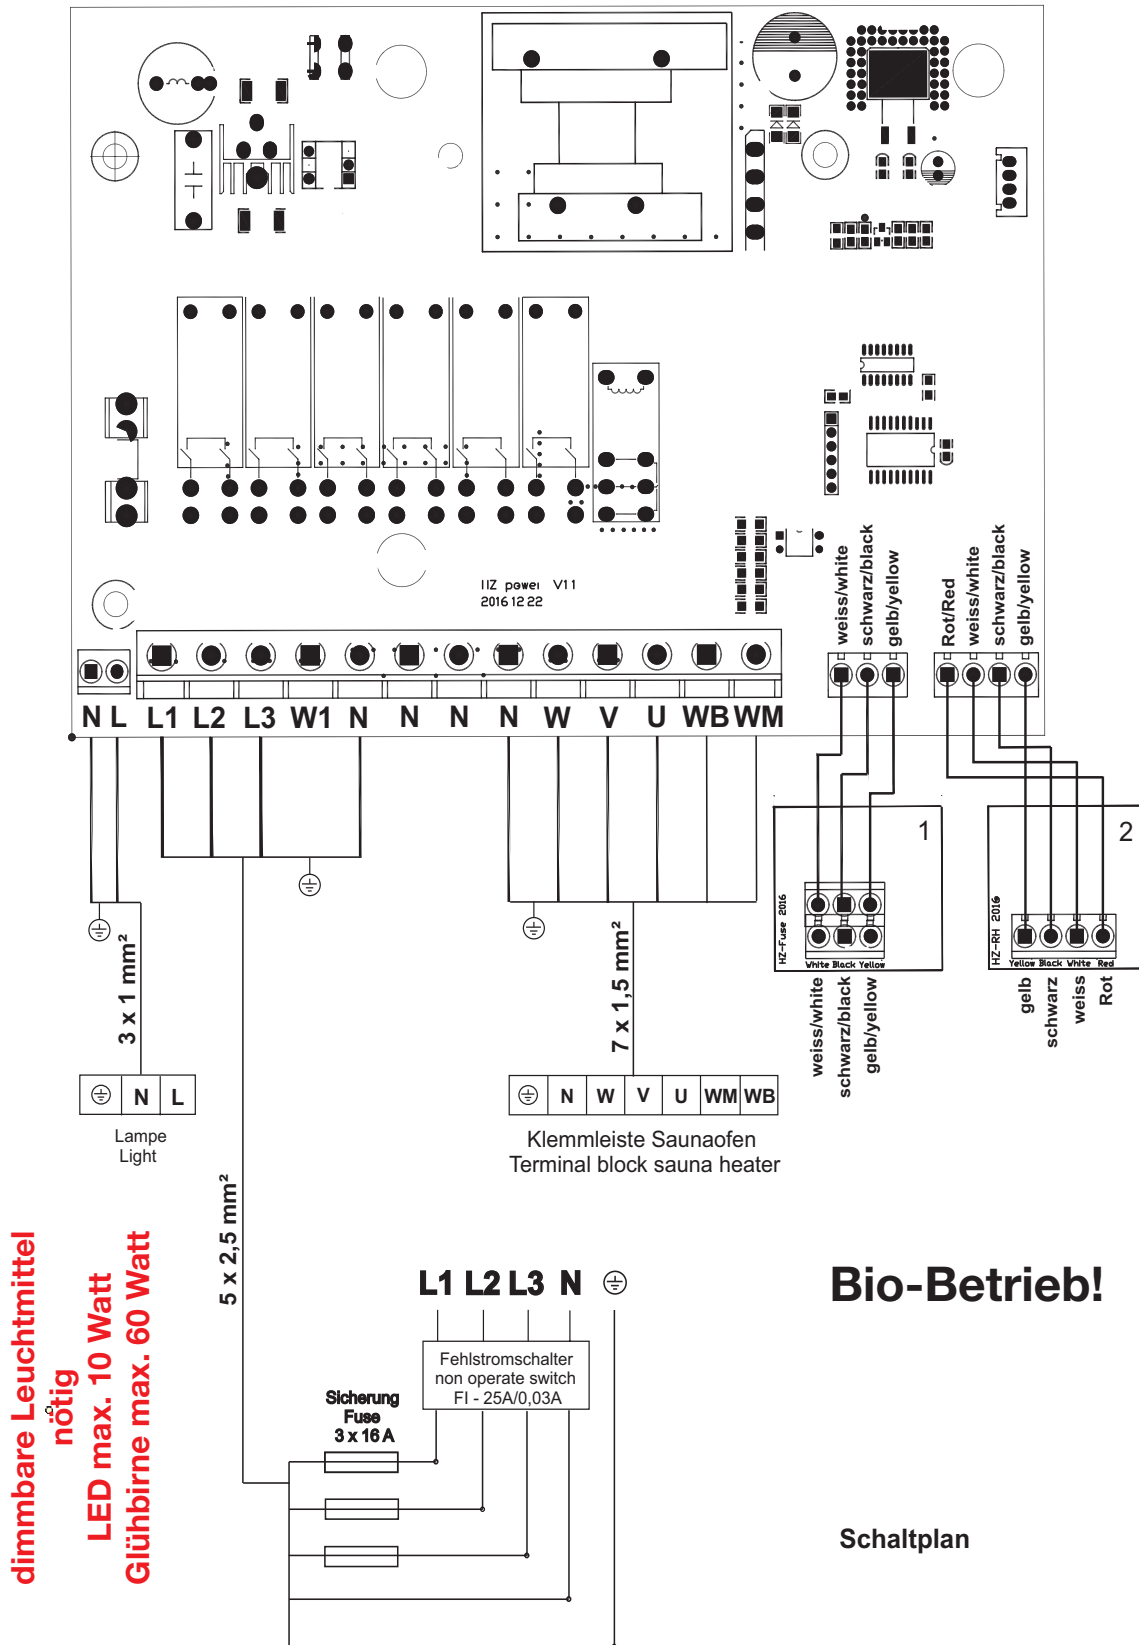 IIZ power V11
2016 12 22
weiss/white
schwarz/black
gelb/yellow
Rot/Red
weiss/white
schwarz/black
gelb/yellow
N L L1 L2 L3 W1 N N N N W V U WB WM
1
HZ-Fuse 2016
White Black Yellow
weiss/white
schwarz/black
gelb/yellow
2
HZ-RH 2016
Yellow Black White Red
gelb
schwarz
weiss
Rot
3 x 1 mm²
7 x 1,5 mm²
N L
Lampe
Light
N W V U WM WB
Klemmleiste Saunaofen
Terminal block sauna heater
5 x 2,5 mm²
dimmbare Leuchtmittel
nötig
LED max. 10 Watt
Glühbirne max. 60 Watt
L1 L2 L3 N
Fehlstromschalter
non operate switch
FI - 25A/0,03A
Sicherung
Fuse
3 x 16 A
Bio-Betrieb!
Schaltplan